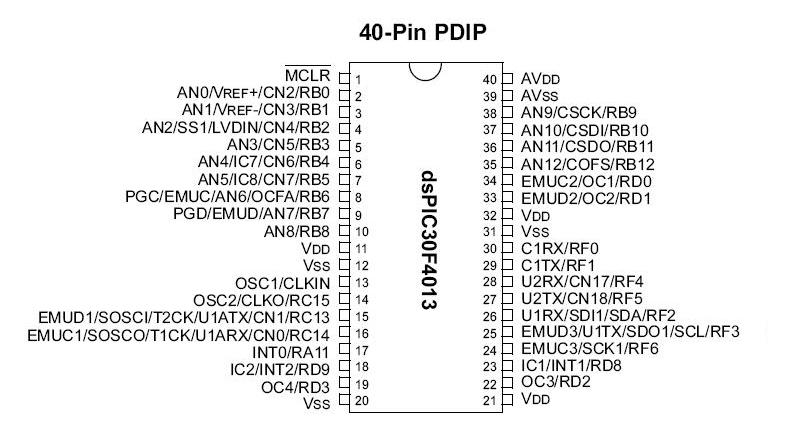 40-Pin PDIP
MCLR 1 40 AVDD
AN0/VREF+/CN2/RB0 2 39 AVSS
AN1/VREF-/CN3/RB1 3 38 AN9/CSCK/RB9
AN2/SS1/LVDIN/CN4/RB2 4 37 AN10/CSDI/RB10
AN3/CN5/RB3 5 36 AN11/CSDO/RB11
AN4/IC7/CN6/RB4 6 35 AN12/COFS/RB12
AN5/IC8/CN7/RB5 7 34 EMUC2/OC1/RD0
PGC/EMUC/AN6/OCFA/RB6 8 33 EMUD2/OC2/RD1
PGD/EMUD/AN7/RB7 9 32 VDD
AN8/RB8 10 31 VSS
VDD 11 30 C1RX/RF0
VSS 12 29 C1TX/RF1
OSC1/CLKIN 13 28 U2RX/CN17/RF4
OSC2/CLKO/RC15 14 27 U2TX/CN18/RF5
EMUD1/SOSCI/T2CK/U1ATX/CN1/RC13 15 26 U1RX/SDI1/SDA/RF2
EMUC1/SOSCO/T1CK/U1ARX/CN0/RC14 16 25 EMUD3/U1TX/SDO1/SCL/RF3
INT0/RA11 17 24 EMUC3/SCK1/RF6
IC2/INT2/RD9 18 23 IC1/INT1/RD8
OC4/RD3 19 22 OC3/RD2
VSS 20 21 VDD
dsPIC30F4013